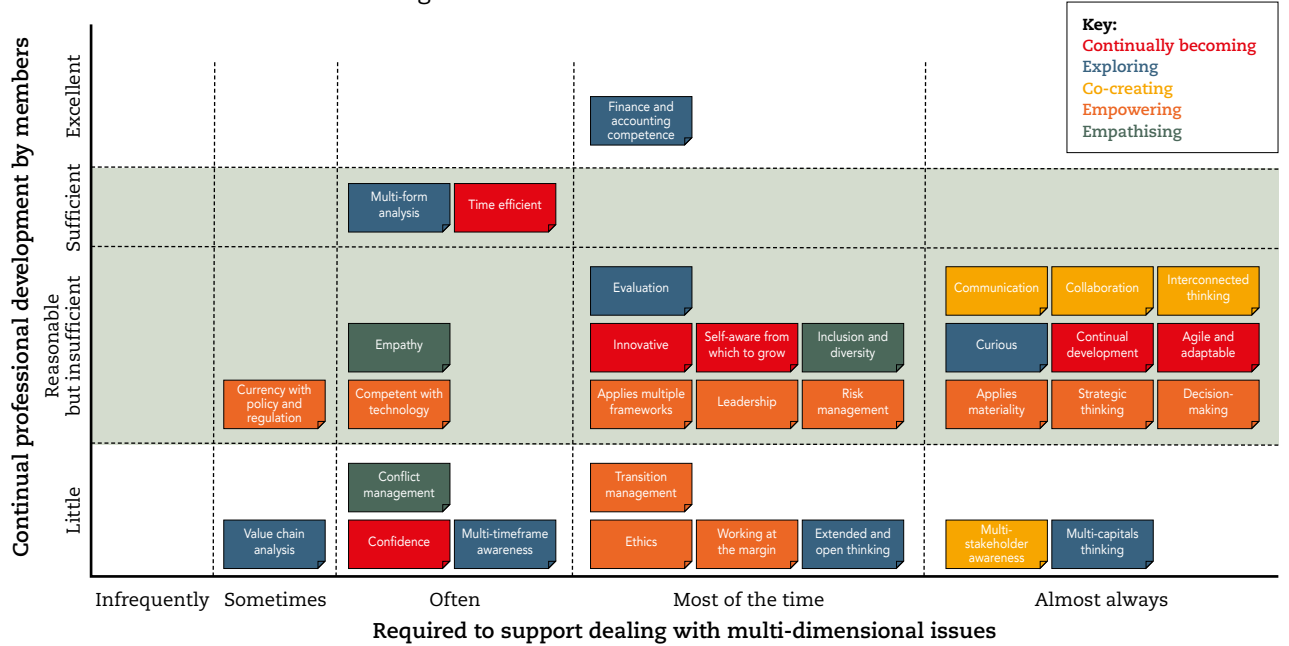 Key:
Continually becoming
Exploring
Co-creating
Empowering
Empathising
Continual professional development by members
Excellent
Finance and
accounting
competence
Sufficient
Multi-form
analysis
Time efficient
Reasonable
but insufficient
Evaluation
Communication
Collaboration
Interconnected
thinking
Empathy
Innovative
Self-aware from
which to grow
Inclusion and
diversity
Curious
Continual
development
Agile and
adaptable
Currency with
policy and
regulation
Competent with
technology
Applies multiple
frameworks
Leadership
Risk
management
Applies
materiality
Strategic
thinking
Decision-
making
Little
Conflict
management
Transition
management
Value chain
analysis
Confidence
Multi-timeframe
awareness
Ethics
Working at
the margin
Extended and
open thinking
Multi-
stakeholder
awareness
Multi-capitals
thinking
Infrequently
Sometimes
Often
Most of the time
Almost always
Required to support dealing with multi-dimensional issues